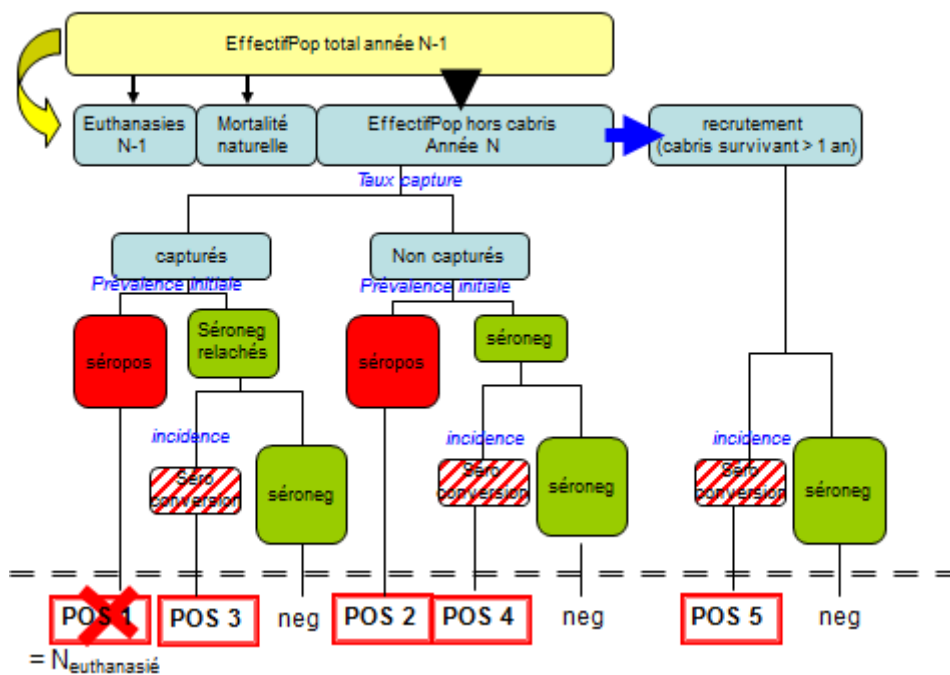 EffectifPop total année N-1
Euthanasies
N-1
Mortalité
naturelle
EffectifPop hors cabris
Année N
recrutement
(cabris survivant > 1 an)
Taux capture
capturés
Non capturés
Prévalence initiale
Prévalence initiale
séropos
Séroneg
relachés
séropos
séroneg
incidence
incidence
incidence
Séro
conversion
séroneg
Séro
conversion
séroneg
Séro
conversion
séroneg
POS 1
POS 3
neg
POS 2
POS 4
neg
POS 5
neg
= Neuthanasié